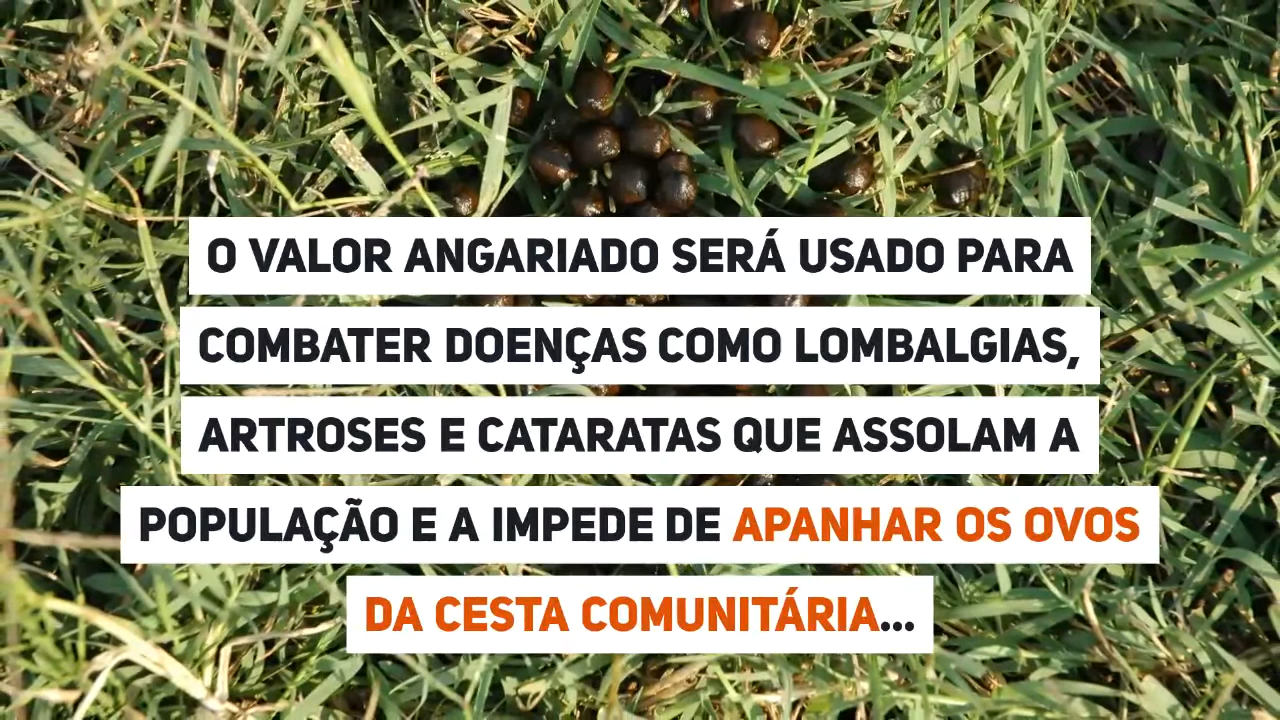 O VALOR ANGARIADO SERÁ USADO PARA
COMBATER DOENÇAS COMO LOMBALGIAS,
ARTROSES E CATARATAS QUE ASSOLAM A
POPULAÇÃO E A IMPEDE DE APANHAR OS OVOS
DA CESTA COMUNITÁRIA...